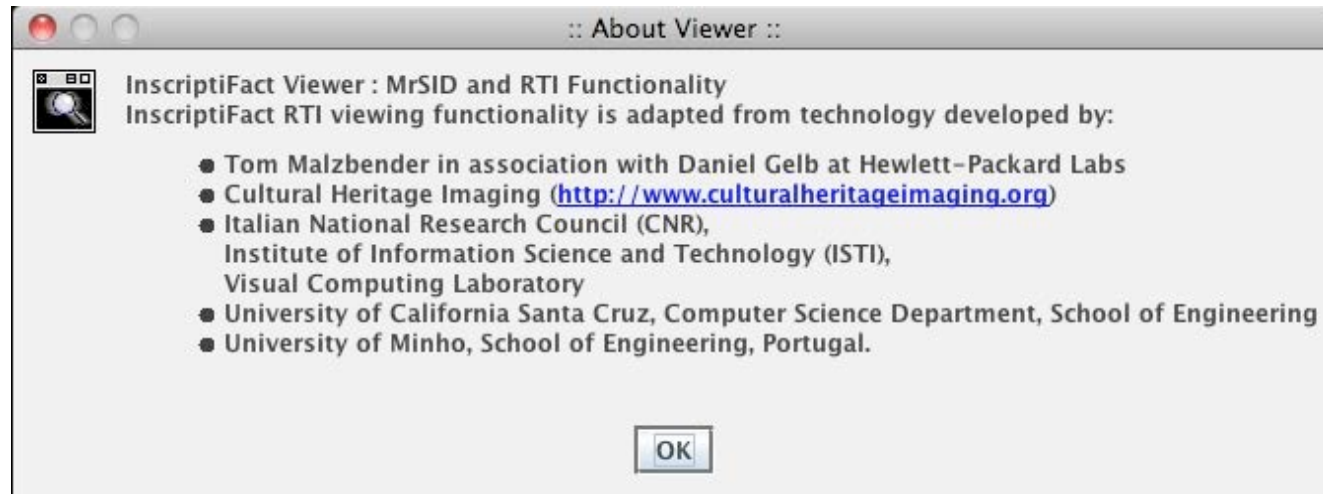 :: About Viewer ::
InscriptiFact Viewer : MrSID and RTI Functionality
InscriptiFact RTI viewing functionality is adapted from technology developed by:
● Tom Malzbender in association with Daniel Gelb at Hewlett-Packard Labs
● Cultural Heritage Imaging (http://www.culturalheritageimaging.org)
● Italian National Research Council (CNR),
Institute of Information Science and Technology (ISTI),
Visual Computing Laboratory
● University of California Santa Cruz, Computer Science Department, School of Engineering
● University of Minho, School of Engineering, Portugal.
OK